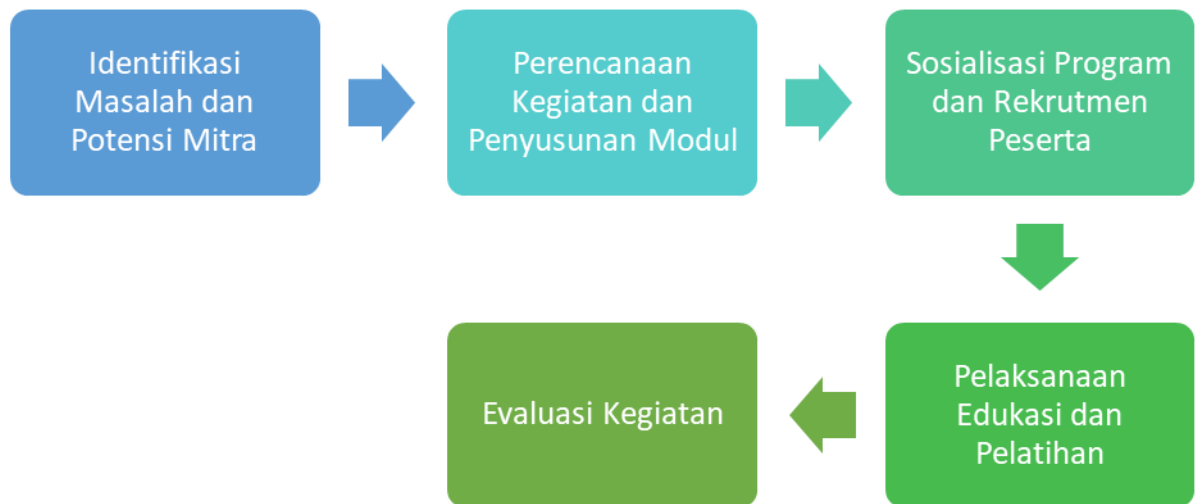 Identifikasi
Masalah dan
Potensi Mitra
Perencanaan
Kegiatan dan
Penyusunan Modul
Sosialisasi Program
dan Rekrutmen
Peserta
Pelaksanaan
Edukasi dan
Pelatihan
Evaluasi Kegiatan